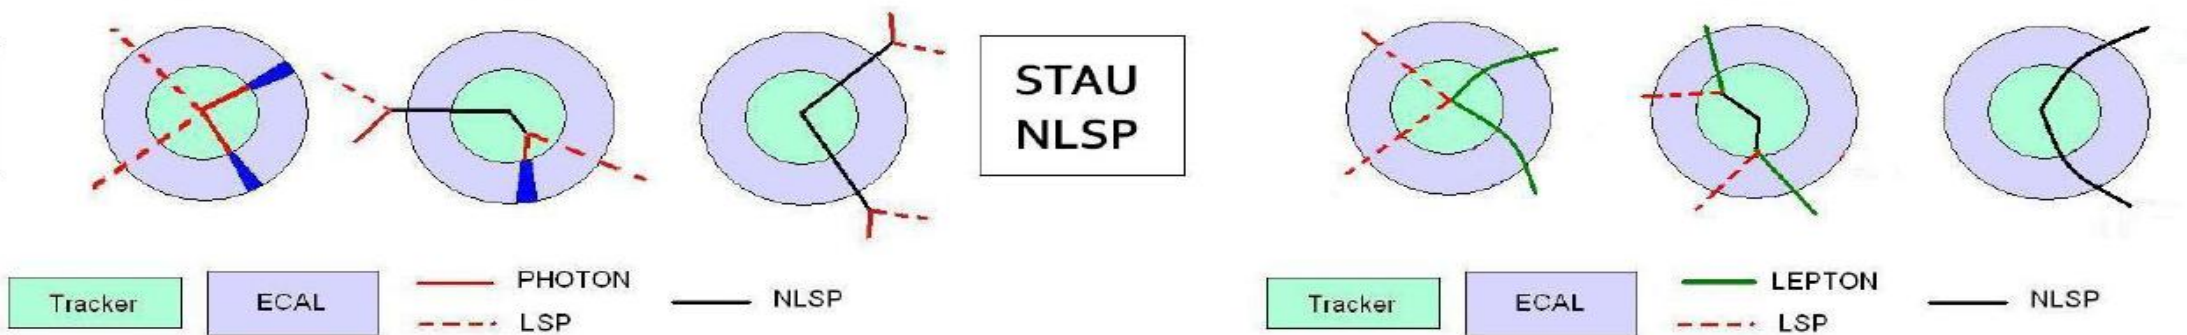 STAU
NLSP
Tracker
ECAL
PHOTON
LSP
NLSP
Tracker
ECAL
LEPTON
LSP
NLSP